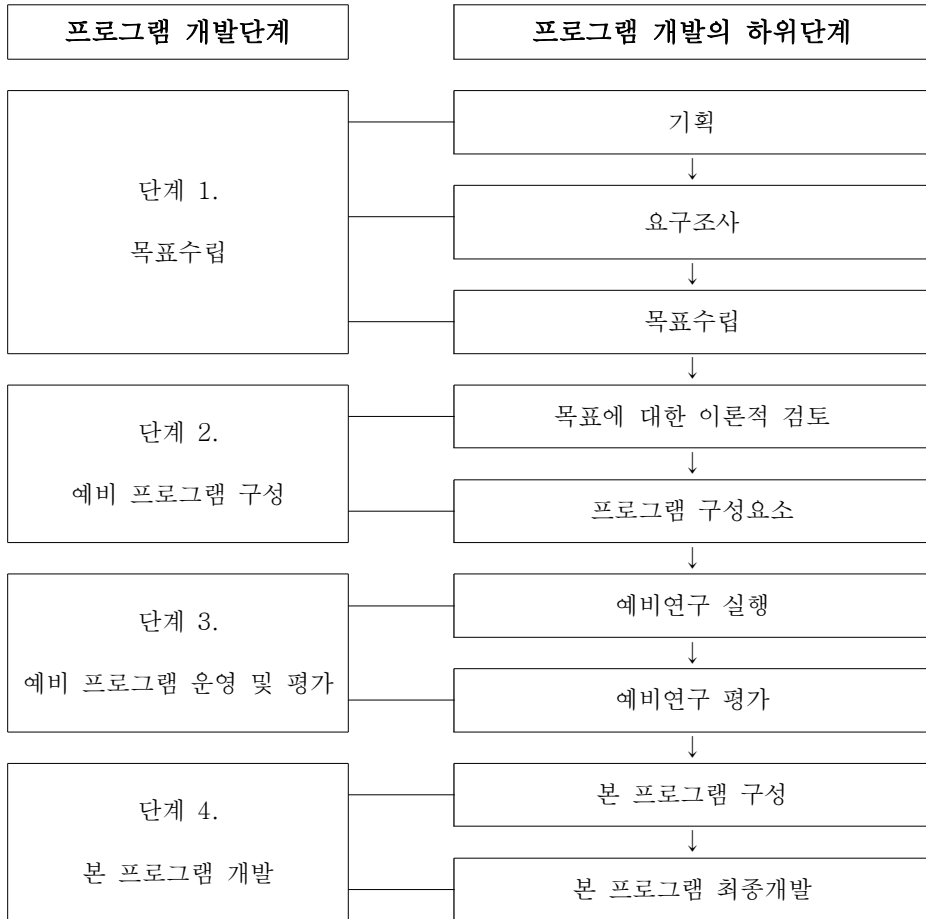 프로그램 개발단계
프로그램 개발의 하위단계
단계 1.
목표수립
기획
↓
요구조사
↓
목표수립
↓
단계 2.
예비 프로그램 구성
목표에 대한 이론적 검토
↓
프로그램 구성요소
↓
단계 3.
예비 프로그램 운영 및 평가
예비연구 실행
↓
예비연구 평가
↓
단계 4.
본 프로그램 개발
본 프로그램 구성
↓
본 프로그램 최종개발